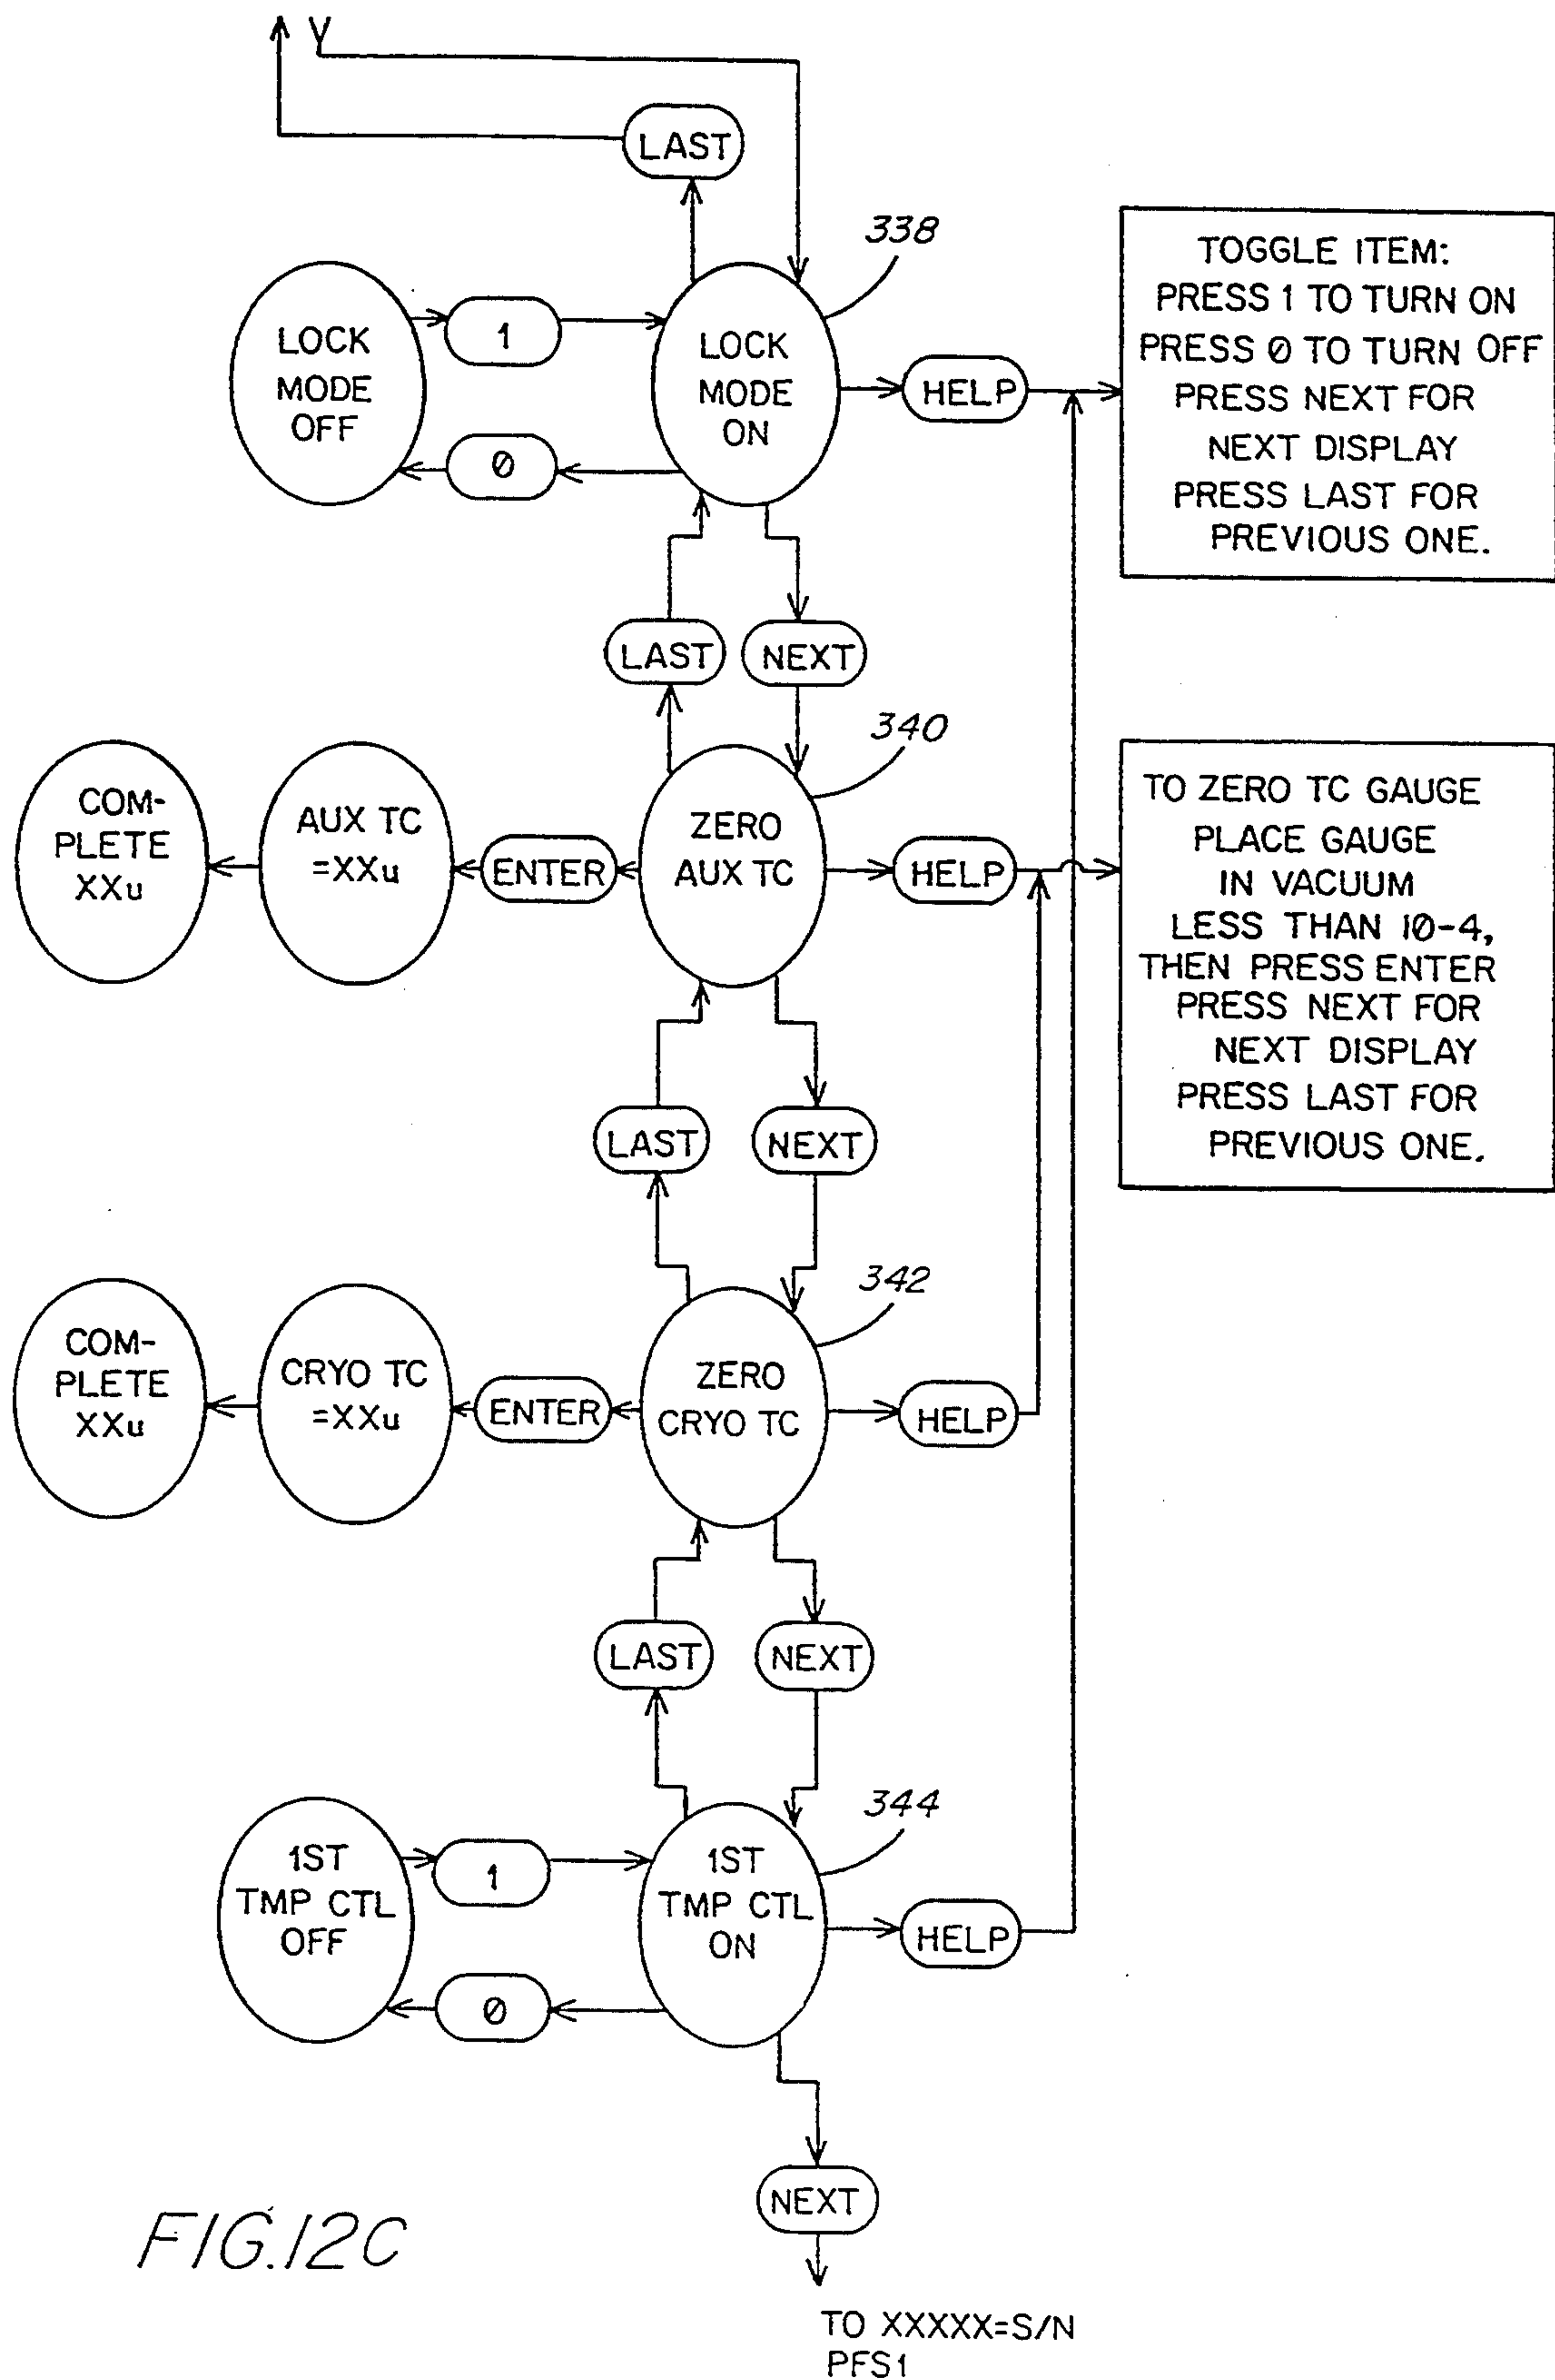 LAST
338
LOCK
MODE
OFF
1
0
LOCK
MODE
ON
HELP
TOGGLE ITEM:
PRESS 1 TO TURN ON
PRESS 0 TO TURN OFF
PRESS NEXT FOR
NEXT DISPLAY
PRESS LAST FOR
PREVIOUS ONE.
LAST
NEXT
340
COM-
PLETE
XXu
AUX TC
=XXu
ENTER
ZERO
AUX TC
HELP
TO ZERO TC GAUGE
PLACE GAUGE
IN VACUUM
LESS THAN 10-4,
THEN PRESS ENTER
PRESS NEXT FOR
NEXT DISPLAY
PRESS LAST FOR
PREVIOUS ONE.
LAST
NEXT
342
COM-
PLETE
XXu
CRYO TC
=XXu
ENTER
ZERO
CRYO TC
HELP
LAST
NEXT
344
1ST
TMP CTL
OFF
1
0
1ST
TMP CTL
ON
HELP
NEXT
FIG.12C
TO XXXXX=S/N
PFS1